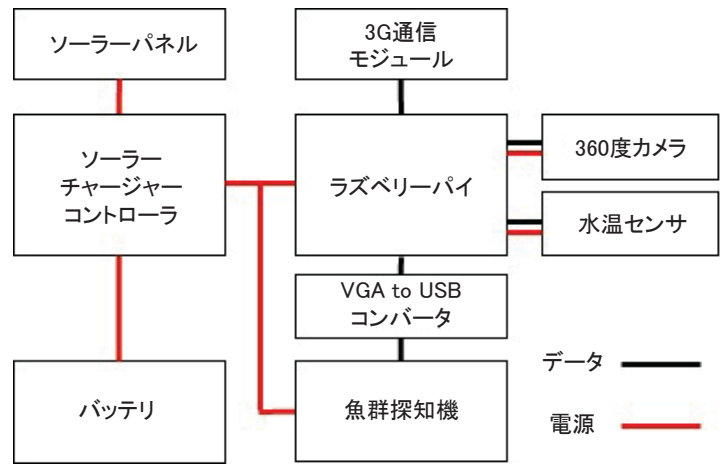 ソーラーパネル
3G通信
モジュール
ソーラー
チャージャー
コントローラ
ラズベリーパイ
360度カメラ
水温センサ
VGA to USB
コンバータ
バッテリ
魚群探知機
データ
電源